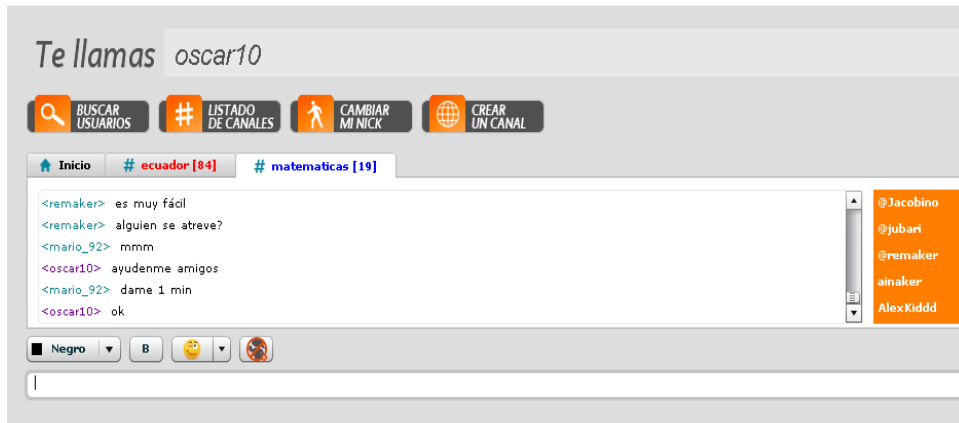 Te llamas oscar10
BUSCAR
USUARIOS
LISTADO
DE CANALES
CAMBIAR
MI NICK
CREAR
UN CANAL
Inicio # ecuador [84] # matematicas [19]
<remaker> es muy fácil
<remaker> alguien se atreve?
<mario_92> mmm
<oscar10> ayudenme amigos
<mario_92> dame 1 min
<oscar10> ok
@Jacobino
@jubari
@remaker
ainaker
AlexKiddd
Negro B